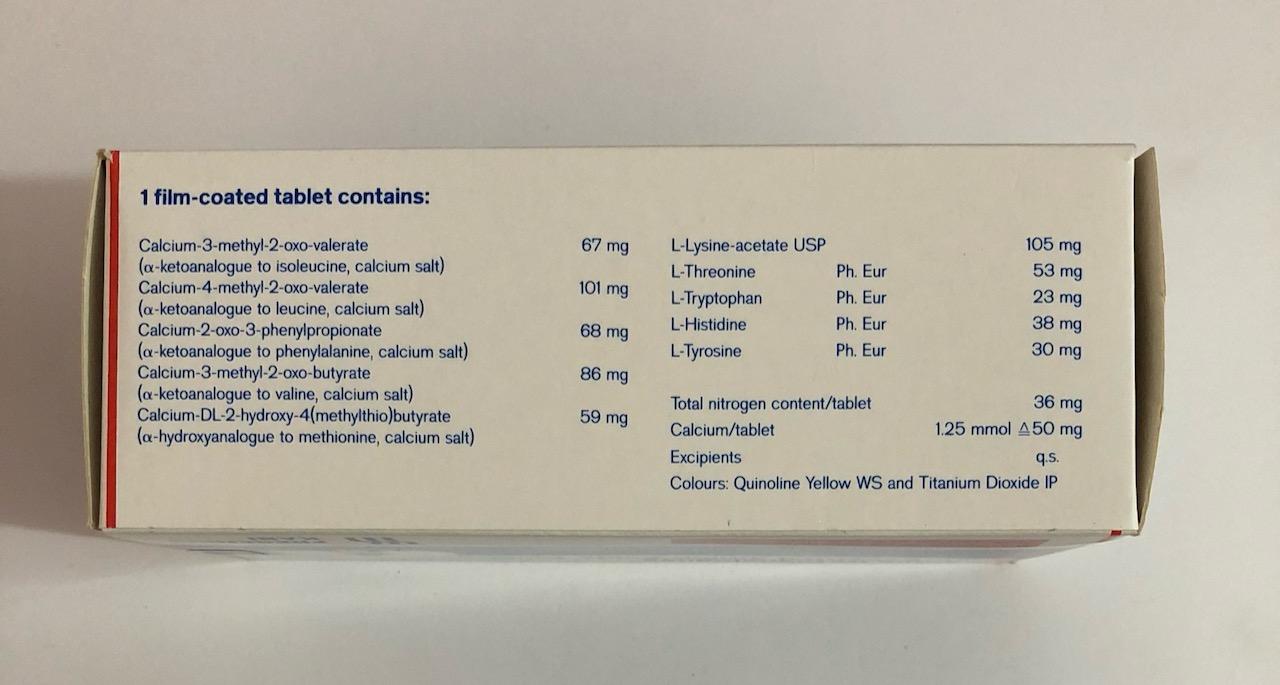 1 film-coated tablet contains:
Calcium-3-methyl-2-oxo-valerate 67 mg
(α-ketoanalogue to isoleucine, calcium salt)
Calcium-4-methyl-2-oxo-valerate 101 mg
(α-ketoanalogue to leucine, calcium salt)
Calcium-2-oxo-3-phenylpropionate 68 mg
(α-ketoanalogue to phenylalanine, calcium salt)
Calcium-3-methyl-2-oxo-butyrate 86 mg
(α-ketoanalogue to valine, calcium salt)
Calcium-DL-2-hydroxy-4(methylthio)butyrate 59 mg
(α-hydroxyanalogue to methionine, calcium salt)
L-Lysine-acetate USP 105 mg
L-Threonine Ph. Eur 53 mg
L-Tryptophan Ph. Eur 23 mg
L-Histidine Ph. Eur 38 mg
L-Tyrosine Ph. Eur 30 mg
Total nitrogen content/tablet 36 mg
Calcium/tablet 1.25 mmol ≙50 mg
Excipients q.s.
Colours: Quinoline Yellow WS and Titanium Dioxide IP